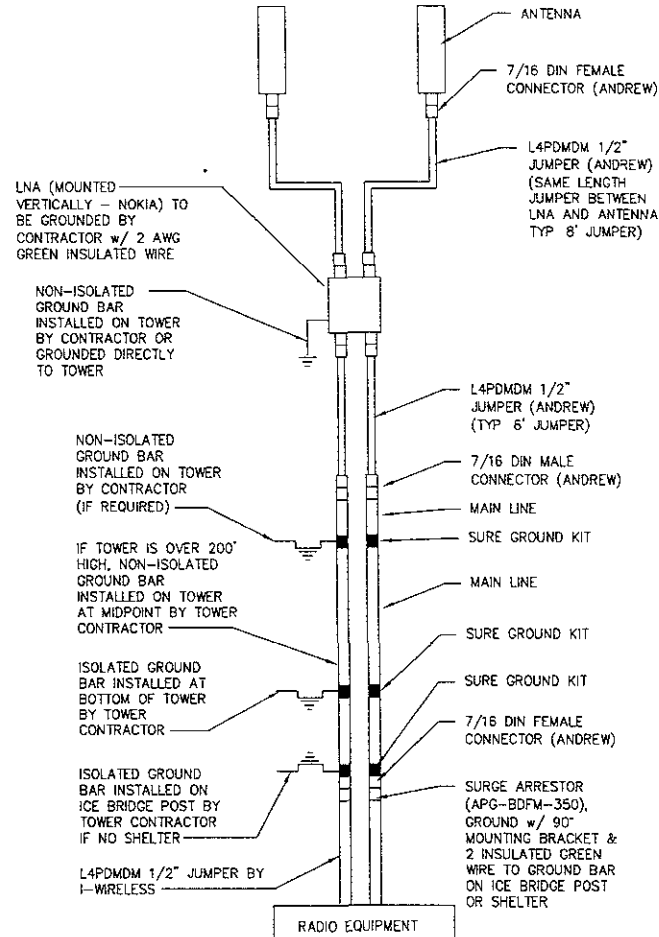 ANTENNA
7/16 DIN FEMALE
CONNECTOR (ANDREW)
L4PDMDM 1/2"
JUMPER (ANDREW)
(SAME LENGTH
JUMPER BETWEEN
LNA AND ANTENNA
TYP 8' JUMPER)
LNA (MOUNTED
VERTICALLY - NOKIA) TO
BE GROUNDED BY
CONTRACTOR w/ 2 AWG
GREEN INSULATED WIRE
NON-ISOLATED
GROUND BAR
INSTALLED ON TOWER
BY CONTRACTOR OR
GROUNDED DIRECTLY
TO TOWER
L4PDMDM 1/2"
JUMPER (ANDREW)
(TYP 6' JUMPER)
NON-ISOLATED
GROUND BAR
INSTALLED ON TOWER
BY CONTRACTOR
(IF REQUIRED)
7/16 DIN MALE
CONNECTOR (ANDREW)
MAIN LINE
SURE GROUND KIT
IF TOWER IS OVER 200'
HIGH, NON-ISOLATED
GROUND BAR
INSTALLED ON TOWER
AT MIDPOINT BY TOWER
CONTRACTOR
MAIN LINE
SURE GROUND KIT
ISOLATED GROUND
BAR INSTALLED AT
BOTTOM OF TOWER
BY TOWER
CONTRACTOR
SURE GROUND KIT
7/16 DIN FEMALE
CONNECTOR (ANDREW)
ISOLATED GROUND
BAR INSTALLED ON
ICE BRIDGE POST BY
TOWER CONTRACTOR
IF NO SHELTER
SURGE ARRESTOR
(APG-BDFM-350),
GROUND w/ 90°
MOUNTING BRACKET &
2 INSULATED GREEN
WIRE TO GROUND BAR
ON ICE BRIDGE POST
OR SHELTER
L4PDMDM 1/2" JUMPER BY
I-WIRELESS
RADIO EQUIPMENT